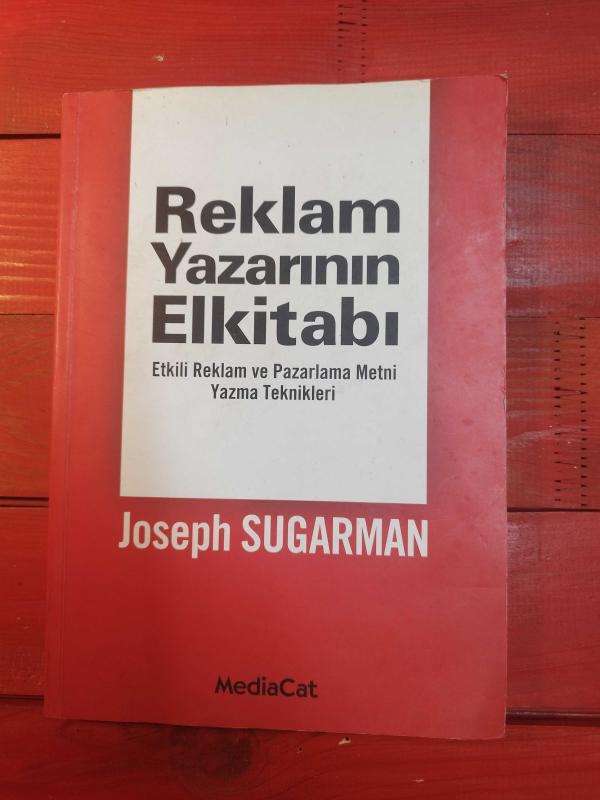 Reklam
Yazarının
Elkitabı
Etkili Reklam ve Pazarlama Metni
Yazma Teknikleri
Joseph SUGARMAN
MediaCat